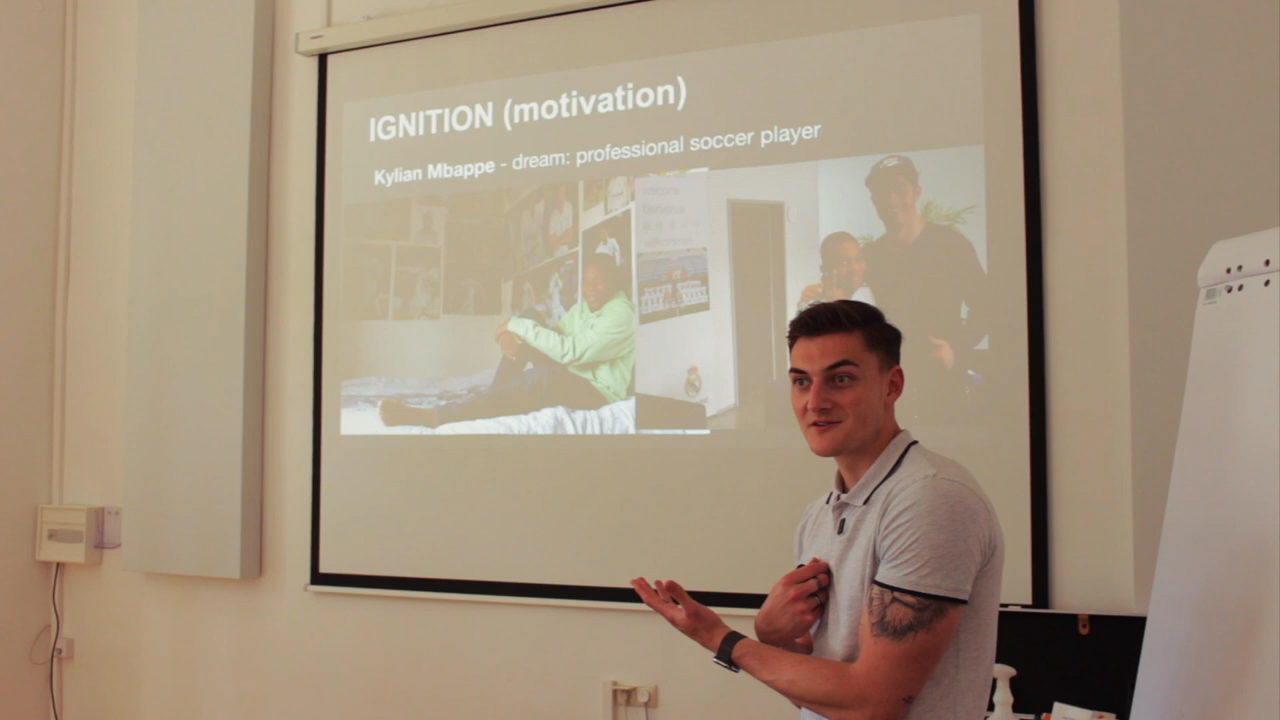 IGNITION (motivation)
Kylian Mbappe - dream: professional soccer player